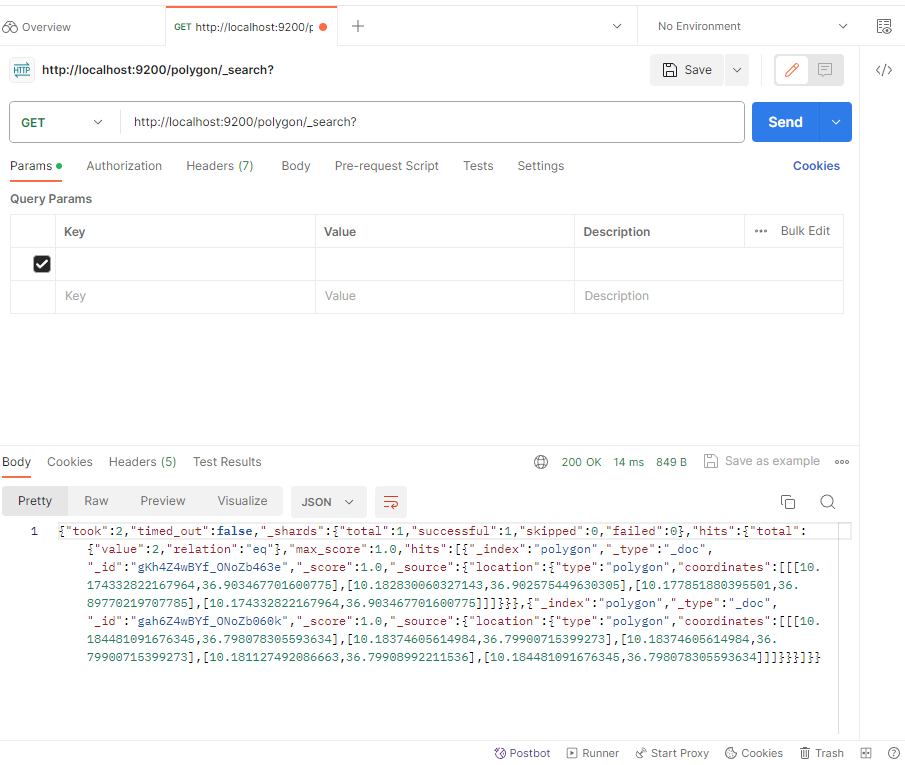 Overview
GET http://localhost:9200/p
No Environment
HTTP http://localhost:9200/polygon/_search?
Save
GET http://localhost:9200/polygon/_search?
Send
Params Authorization Headers (7) Body Pre-request Script Tests Settings Cookies
Query Params
Key Value Description Bulk Edit
Key Value Description
Body Cookies Headers (5) Test Results 200 OK 14 ms 849 B Save as example
Pretty Raw Preview Visualize JSON
1 {"took":2,"timed_out":false,"_shards":{"total":1,"successful":1,"skipped":0,"failed":0},"hits":{"total":
{"value":2,"relation":"eq"},"max_score":1.0,"hits":[{"_index":"polygon","_type":"_doc",
"_id":"gKh4Z4wBYf_ONoZb463e","_score":1.0,"_source":{"location":{"type":"polygon","coordinates":[[[10.
174332822167964,36.903467701600775],[10.182830060327143,36.902575449630305],[10.177851880395501,36.
89770219707785],[10.174332822167964,36.903467701600775]]]}}},{"_index":"polygon","_type":"_doc",
"_id":"gah6Z4wBYf_ONoZb060k","_score":1.0,"_source":{"location":{"type":"polygon","coordinates":[[[10.
184481091676345,36.798078305593634],[10.18374605614984,36.79900715399273],[10.18374605614984,36.
79900715399273],[10.181127492086663,36.79908992211536],[10.184481091676345,36.798078305593634]]]}}}]}}
Postbot Runner Start Proxy Cookies Trash